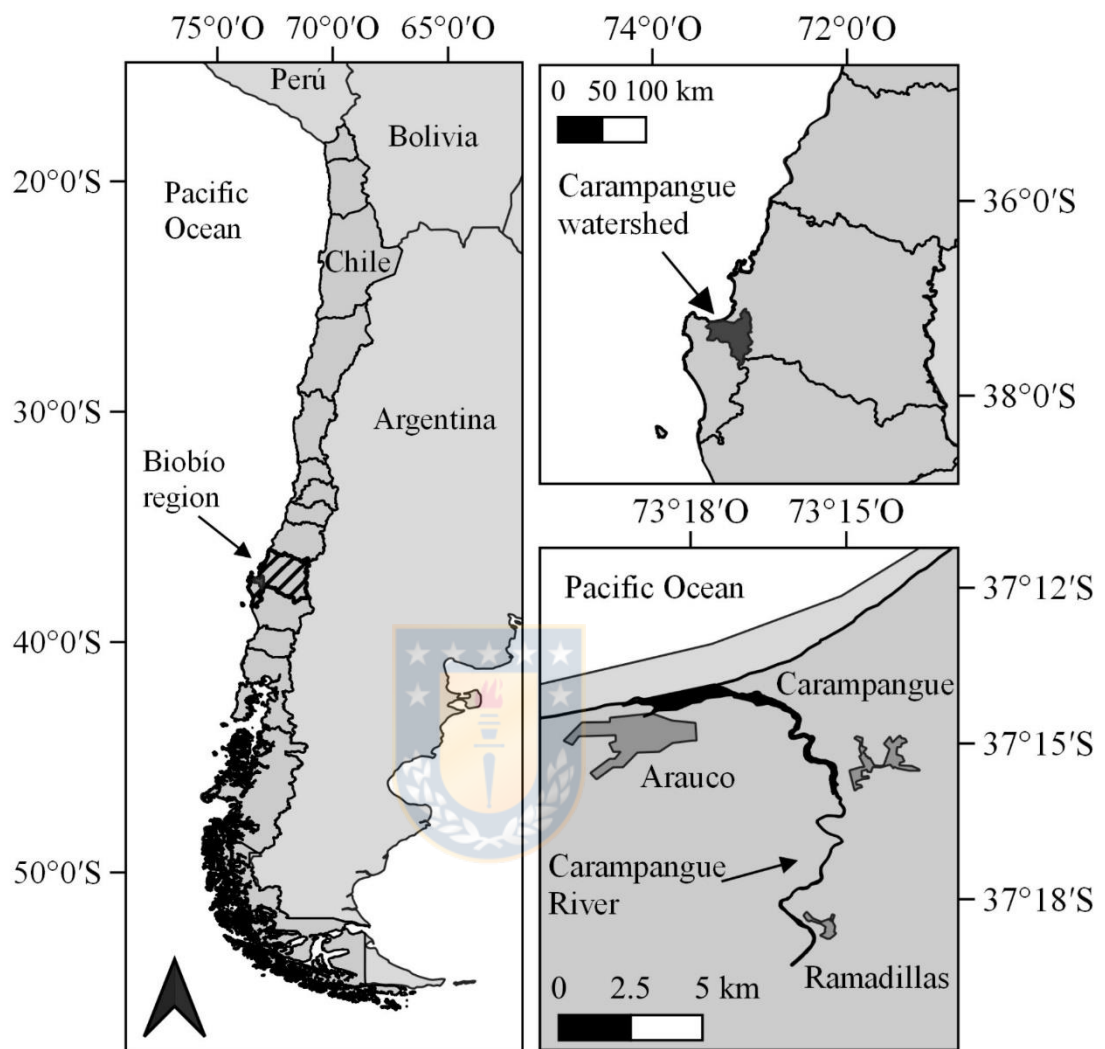 75°0′O 70°0′O 65°0′O
Perú
Bolivia
20°0′S
Pacific
Ocean
Chile
30°0′S
Argentina
Biobío
region
40°0′S
50°0′S
74°0′O 72°0′O
0 50 100 km
Carampangue
watershed
36°0′S
38°0′S
73°18′O 73°15′O
Pacific Ocean
37°12′S
Carampangue
37°15′S
Arauco
Carampangue
River
37°18′S
Ramadillas
0 2.5 5 km